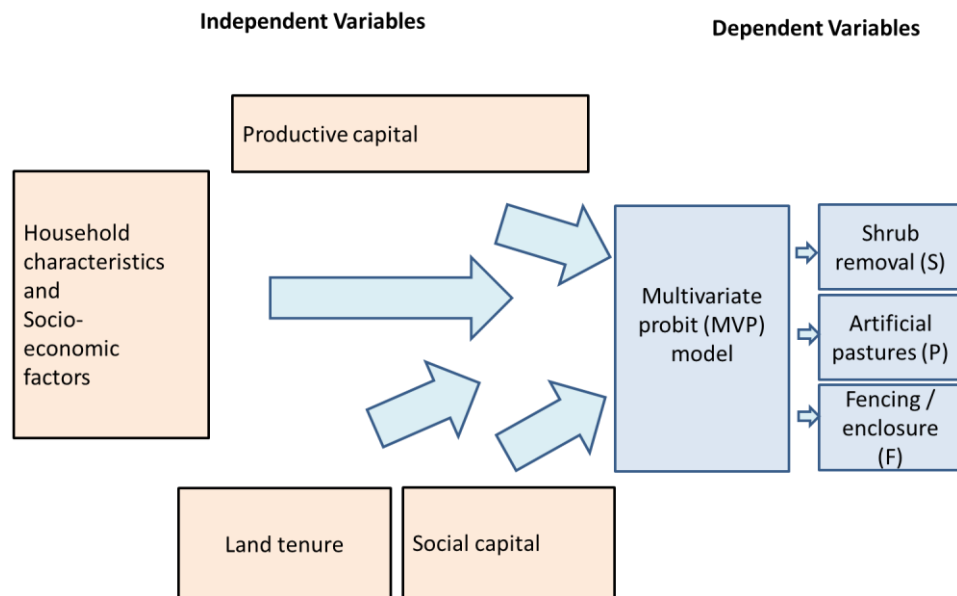 Independent Variables
Dependent Variables
Productive capital
Household
characteristics
and
Socio-
economic
factors
Multivariate
probit (MVP)
model
Shrub
removal (S)
Artificial
pastures (P)
Fencing /
enclosure
(F)
Land tenure
Social capital